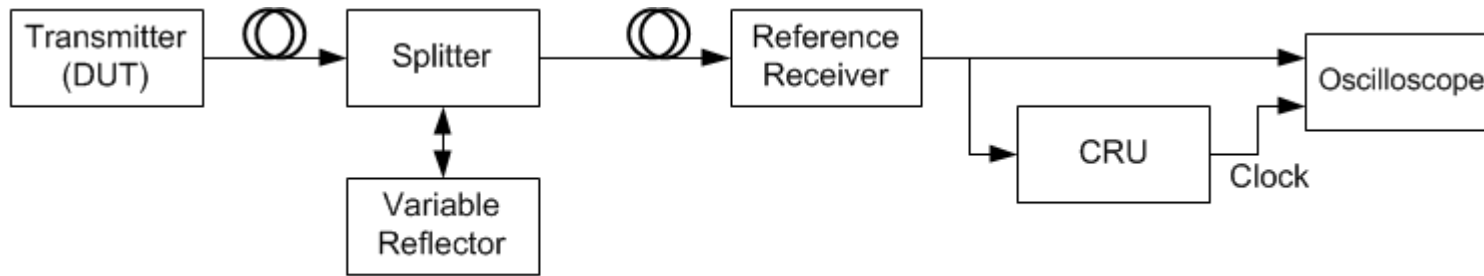 Transmitter
(DUT)
Splitter
Variable
Reflector
Reference
Receiver
CRU
Clock
Oscilloscope